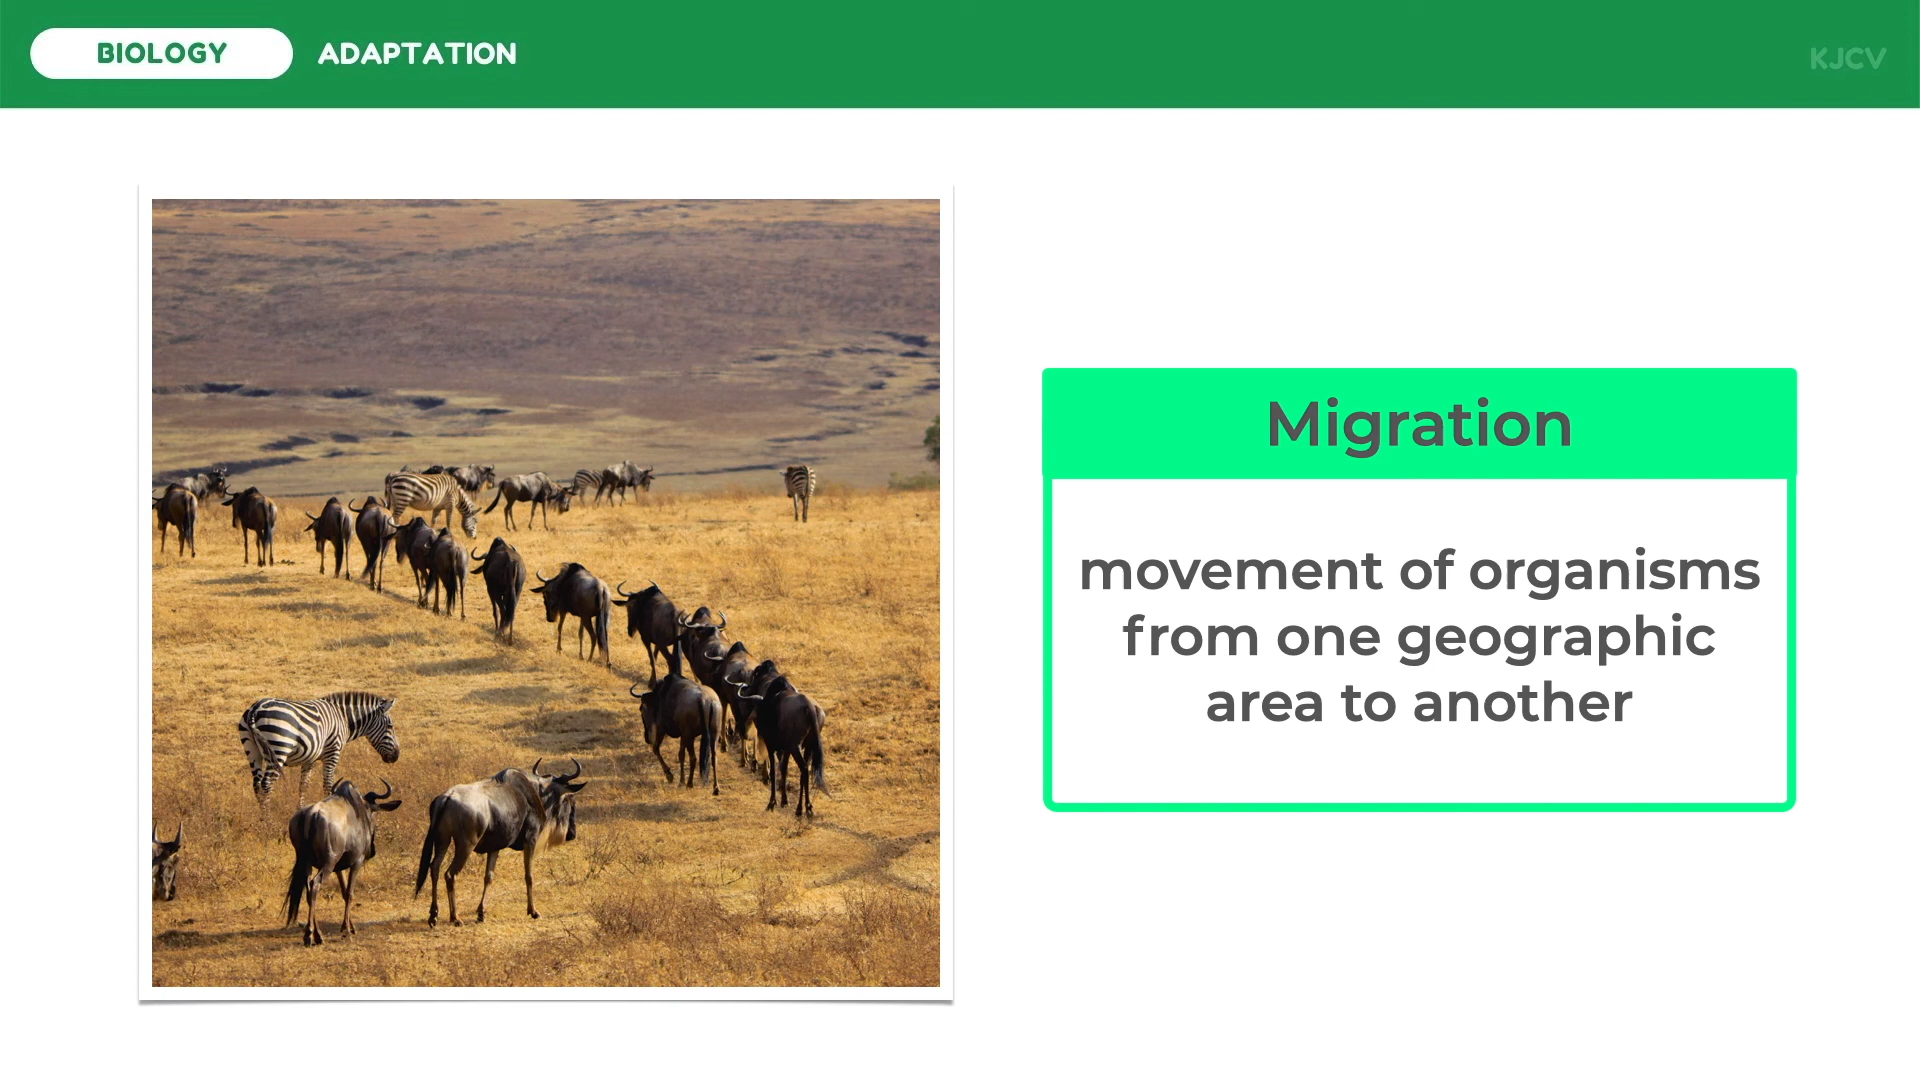 BIOLOGY ADAPTATION
KJCV
Migration
movement of organisms
from one geographic
area to another